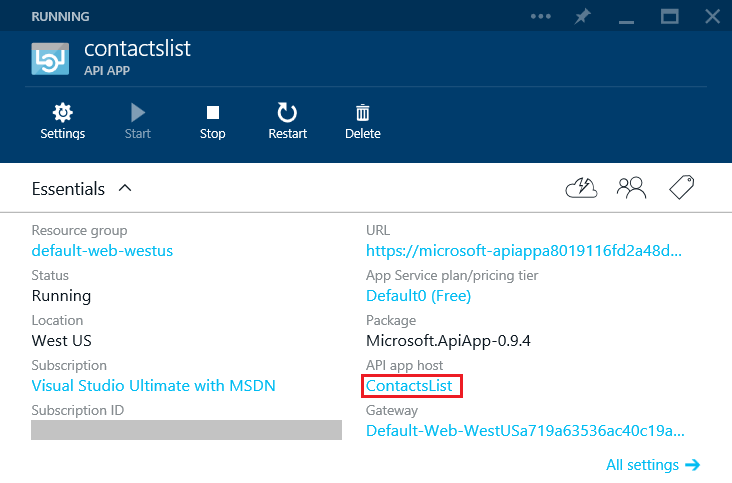 RUNNING
contactslist
API APP
Settings
Start
Stop
Restart
Delete
Essentials
Resource group
default-web-westus
Status
Running
Location
West US
Subscription
Visual Studio Ultimate with MSDN
Subscription ID
URL
https://microsoft-apiappa8019116fd2a48d...
App Service plan/pricing tier
Default0 (Free)
Package
Microsoft.ApiApp-0.9.4
API app host
ContactsList
Gateway
Default-Web-WestUSa719a63536ac40c19a...
All settings